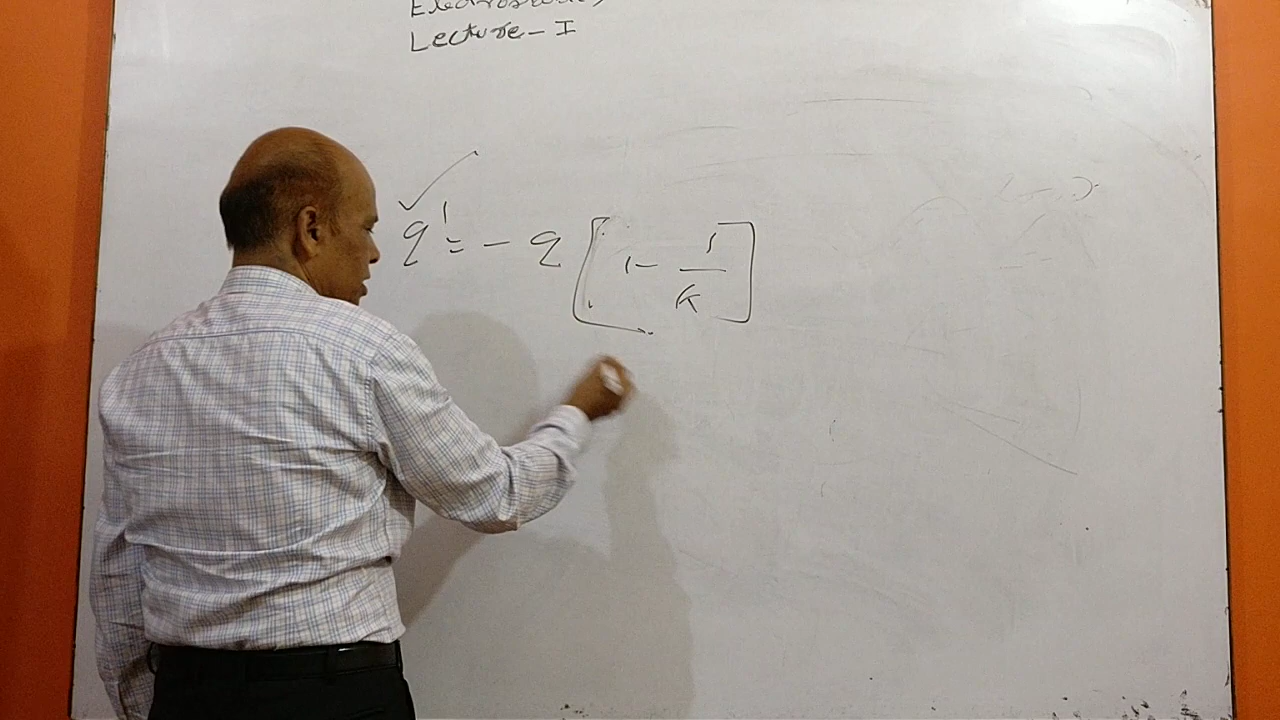 Lecture - I
q' = - q [ 1 - 1/K ]